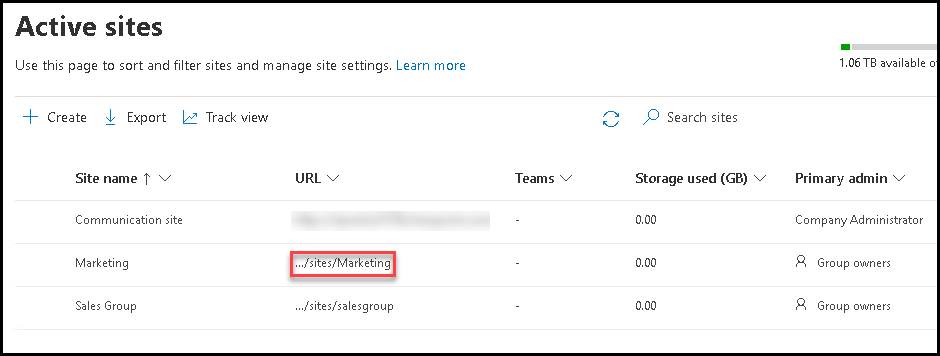 Active sites
Use this page to sort and filter sites and manage site settings. Learn more
1.06 TB available of
Create Export Track view Search sites
Site name URL Teams Storage used (GB) Primary admin
Communication site - 0.00 Company Administrator
Marketing .../sites/Marketing - 0.00 Group owners
Sales Group .../sites/salesgroup - 0.00 Group owners